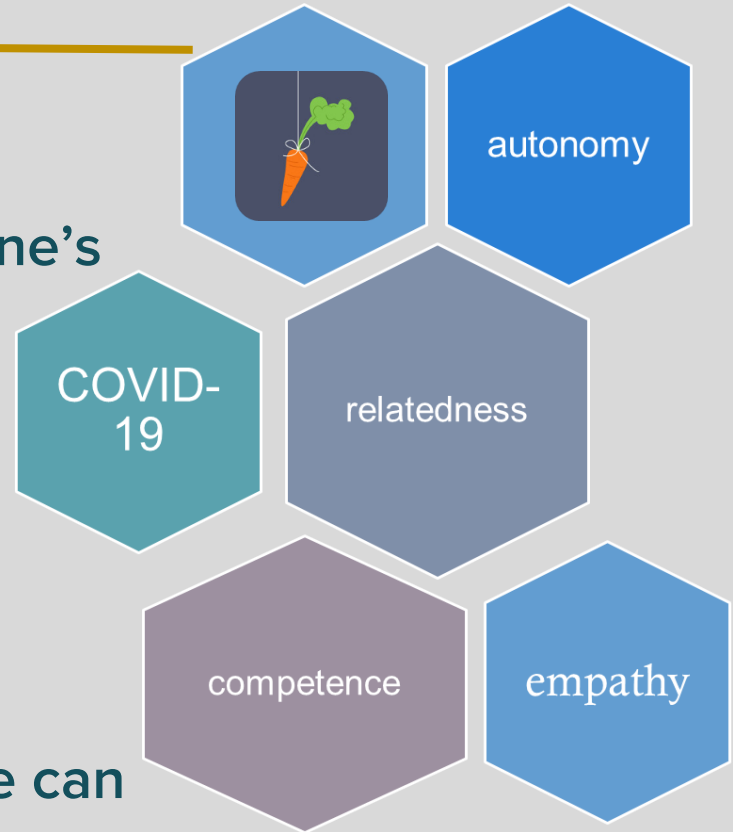 autonomy
ne's
COVID-
19
relatedness
competence
empathy
e can